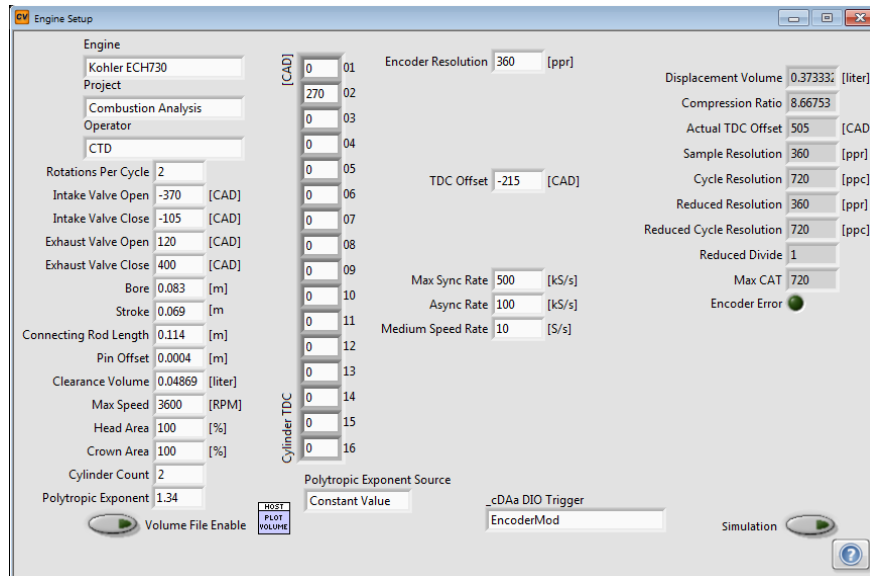 CV Engine Setup
Engine
Kohler ECH730
Project
Combustion Analysis
Operator
CTD
Rotations Per Cycle 2
Intake Valve Open -370 [CAD]
Intake Valve Close -105 [CAD]
Exhaust Valve Open 120 [CAD]
Exhaust Valve Close 400 [CAD]
Bore 0.083 [m]
Stroke 0.069 [m
Connecting Rod Length 0.114 [m]
Pin Offset 0.0004 [m]
Clearance Volume 0.04869 [liter]
Max Speed 3600 [RPM]
Head Area 100 [%]
Crown Area 100 [%]
Cylinder Count 2
Polytropic Exponent 1.34
Volume File Enable
HOST
PLOT
VOLUME
[CAD]
Cylinder TDC
0 01
270 02
0 03
0 04
0 05
0 06
0 07
0 08
0 09
0 10
0 11
0 12
0 13
0 14
0 15
0 16
Polytropic Exponent Source
Constant Value
Encoder Resolution 360 [ppr]
TDC Offset -215 [CAD]
Max Sync Rate 500 [kS/s]
Async Rate 100 [kS/s]
Medium Speed Rate 10 [S/s]
_cDAa DIO Trigger
EncoderMod
Displacement Volume 0.373332 [liter]
Compression Ratio 8.66753
Actual TDC Offset 505 [CAD
Sample Resolution 360 [ppr]
Cycle Resolution 720 [ppc]
Reduced Resolution 360 [ppr]
Reduced Cycle Resolution 720 [ppc]
Reduced Divide 1
Max CAT 720
Encoder Error
Simulation
?